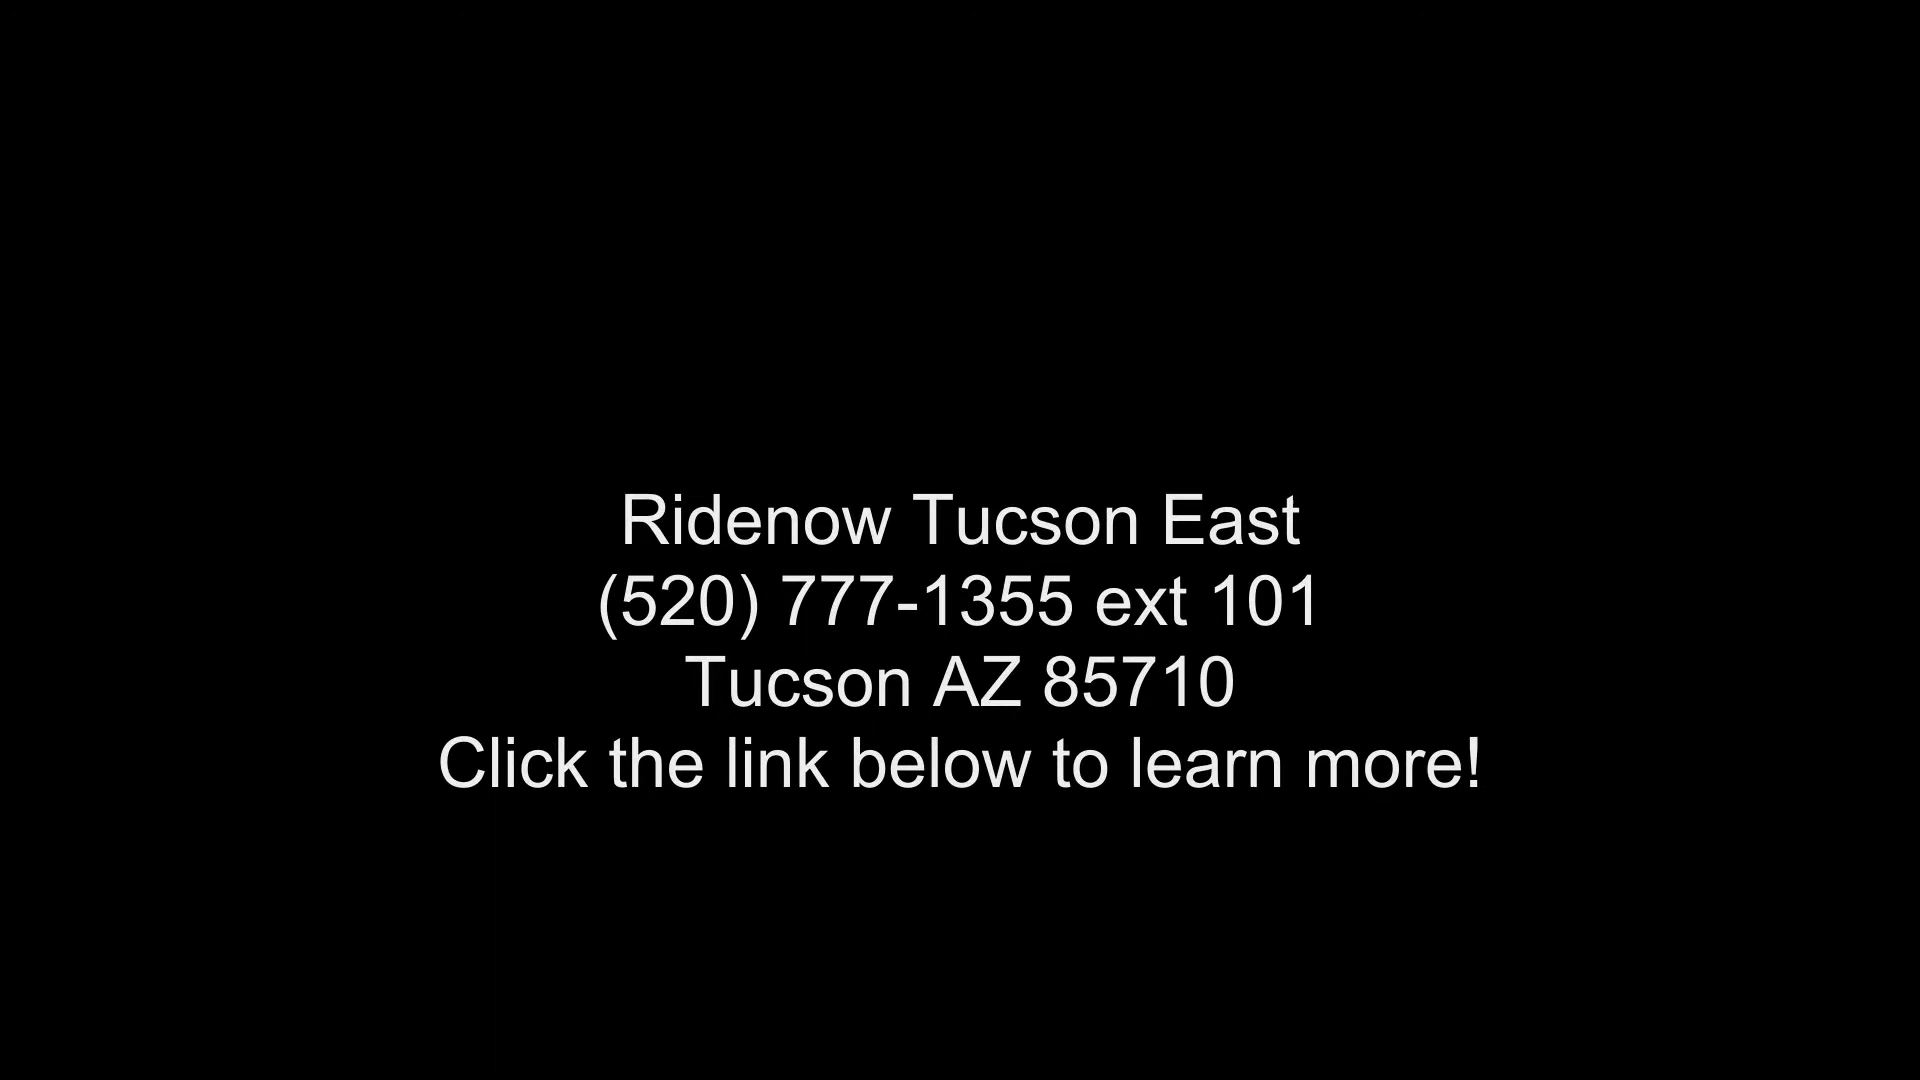 Ridenow Tucson East
(520) 777-1355 ext 101
Tucson AZ 85710
Click the link below to learn more!